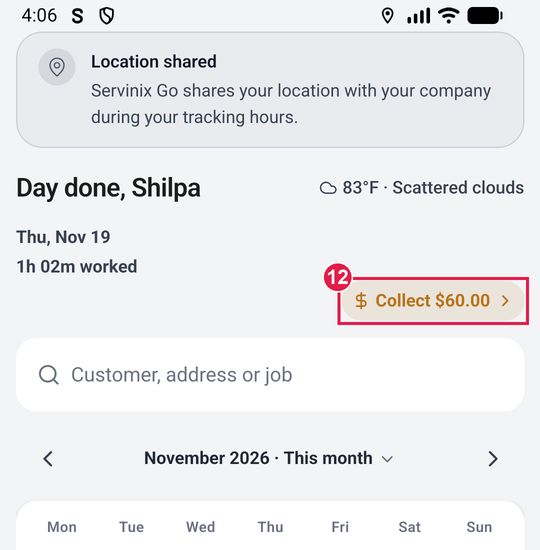 4:06 S
Location shared
Servinix Go shares your location with your company
during your tracking hours.
Day done, Shilpa
83°F · Scattered clouds
Thu, Nov 19
1h 02m worked
12
$ Collect $60.00
Customer, address or job
November 2026 · This month
Mon Tue Wed Thu Fri Sat Sun